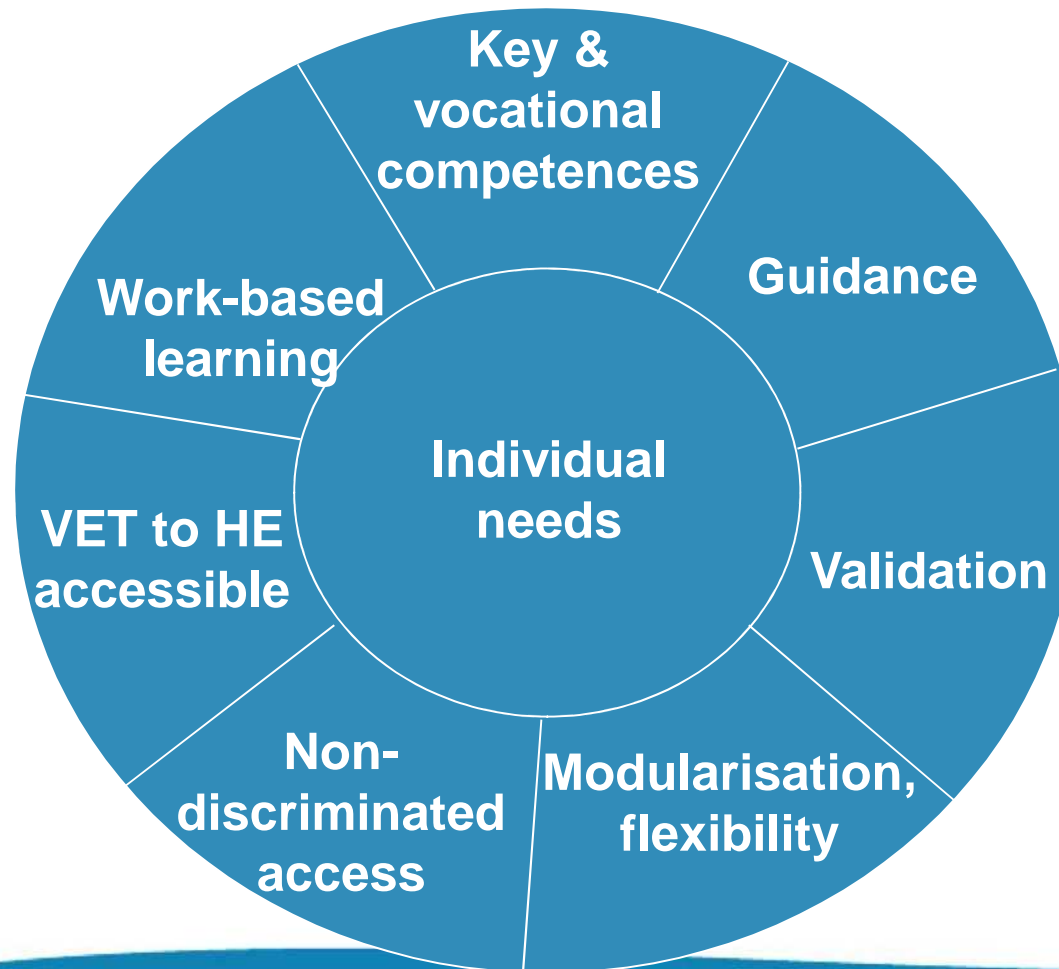 Key &
vocational
competences
Guidance
Validation
Modularisation,
flexibility
Non-
discriminated
access
VET to HE
accessible
Work-based
learning
Individual
needs